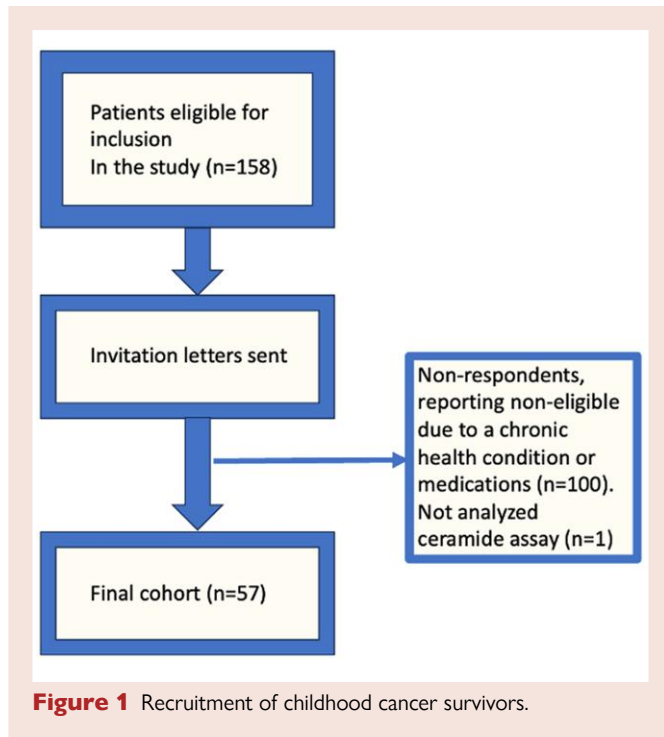 Patients eligible for
inclusion
In the study (n=158)
Invitation letters sent
Non-respondents,
reporting non-eligible
due to a chronic
health condition or
medications (n=100).
Not analyzed
ceramide assay (n=1)
Final cohort (n=57)
Figure 1 Recruitment of childhood cancer survivors.